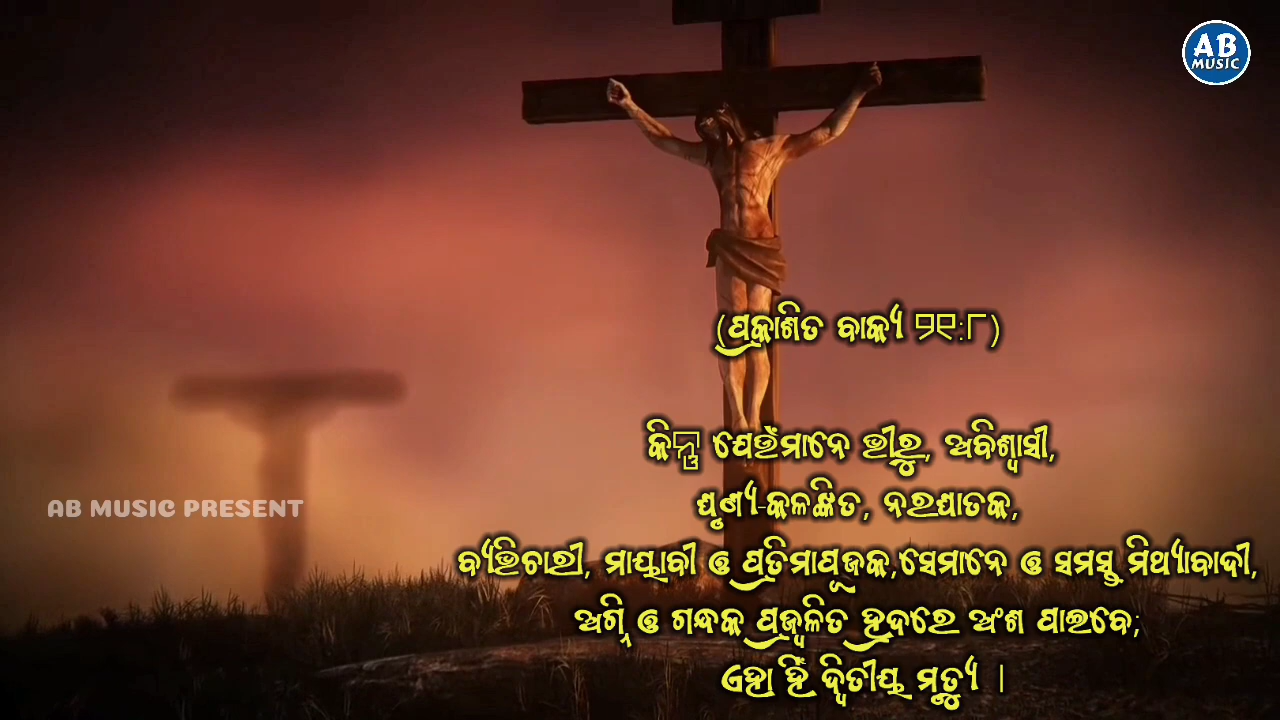 AB
MUSIC
(ପ୍ରକାଶିତ ବାକ୍ୟ ୨୧:୮)
କିନ୍ତୁ ଯେଉଁମାନେ ଭୀରୁ, ଅବିଶ୍ୱାସୀ,
ଘୃଣ୍ୟ-କଳଙ୍କିତ, ନରଘାତକ,
AB MUSIC PRESENT
ବ୍ୟଭିଚାରୀ, ମାୟାବୀ ଓ ପ୍ରତିମାପୂଜକ,ସେମାନେ ଓ ସମସ୍ତ ମିଥ୍ୟାବାଦୀ,
ଅଗ୍ନି ଓ ଗନ୍ଧକ ପ୍ରଜ୍ୱଳିତ ହ୍ରଦରେ ଅଂଶ ପାଇବେ;
ଏହା ହିଁ ଦ୍ୱିତୀୟ ମୃତ୍ୟୁ |